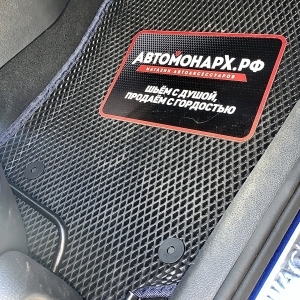 АВТОМОНАРХ.РФ
МАГАЗИН АВТОАКСЕССУАРОВ
ШЬЁМ С ДУШОЙ,
ПРОДАЁМ С ГОРДОСТЬЮ